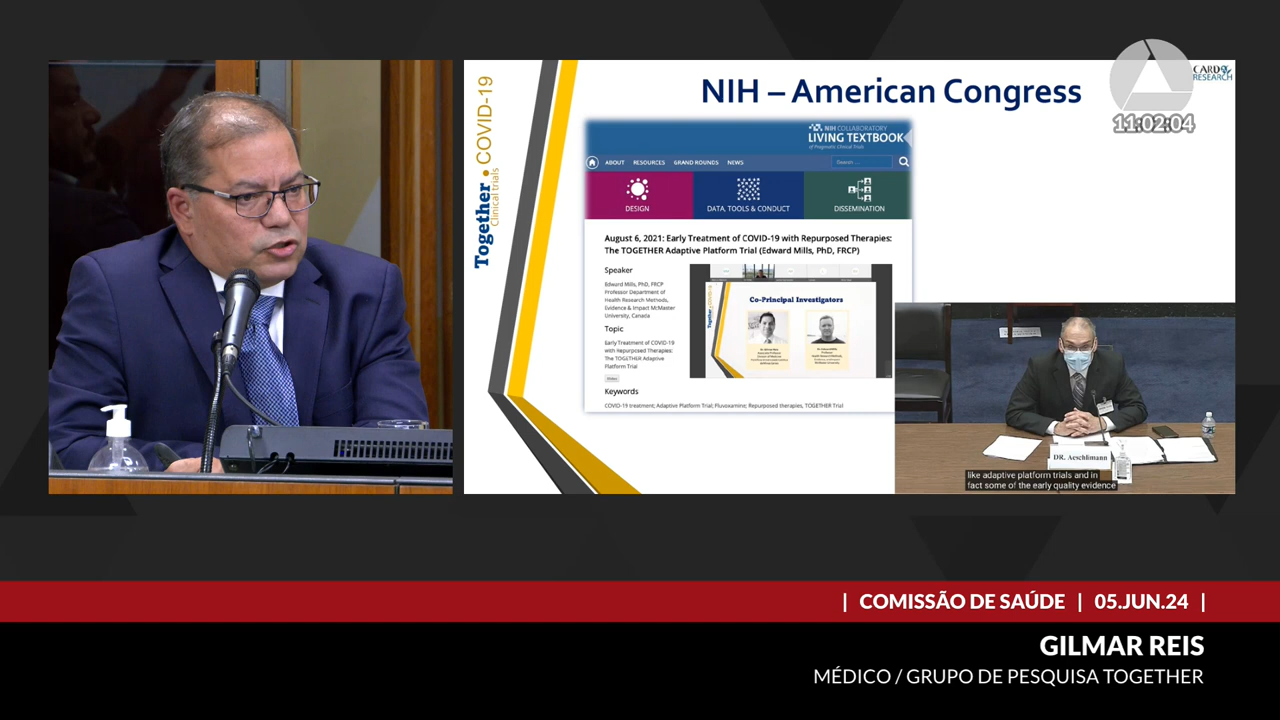 Together
Clinical trials
COVID-19
NIH – American Congress
CARD
RESEARCH
11:02:04
NIH COLLABORATORY
LIVING TEXTBOOK
of Pragmatic Clinical Trials
ABOUT RESOURCES GRAND ROUNDS NEWS
Search ...
DESIGN
DATA, TOOLS & CONDUCT
DISSEMINATION
August 6, 2021: Early Treatment of COVID-19 with Repurposed Therapies:
The TOGETHER Adaptive Platform Trial (Edward Mills, PhD, FRCP)
Speaker
Edward Mills, PhD, FRCP
Professor Department of
Health Research Methods,
Evidence & Impact McMaster
University, Canada
Topic
Early Treatment of COVID-19
with Repurposed Therapies:
The TOGETHER Adaptive
Platform Trial
Slides
Keywords
COVID-19 treatment; Adaptive Platform Trial; Fluvoxamine; Repurposed therapies, TOGETHER Trial
Co-Principal Investigators
DR. Aeschlimann
like adaptive platform trials and in
fact some of the early quality evidence
| COMISSÃO DE SAÚDE | 05.JUN.24 |
GILMAR REIS
MÉDICO / GRUPO DE PESQUISA TOGETHER